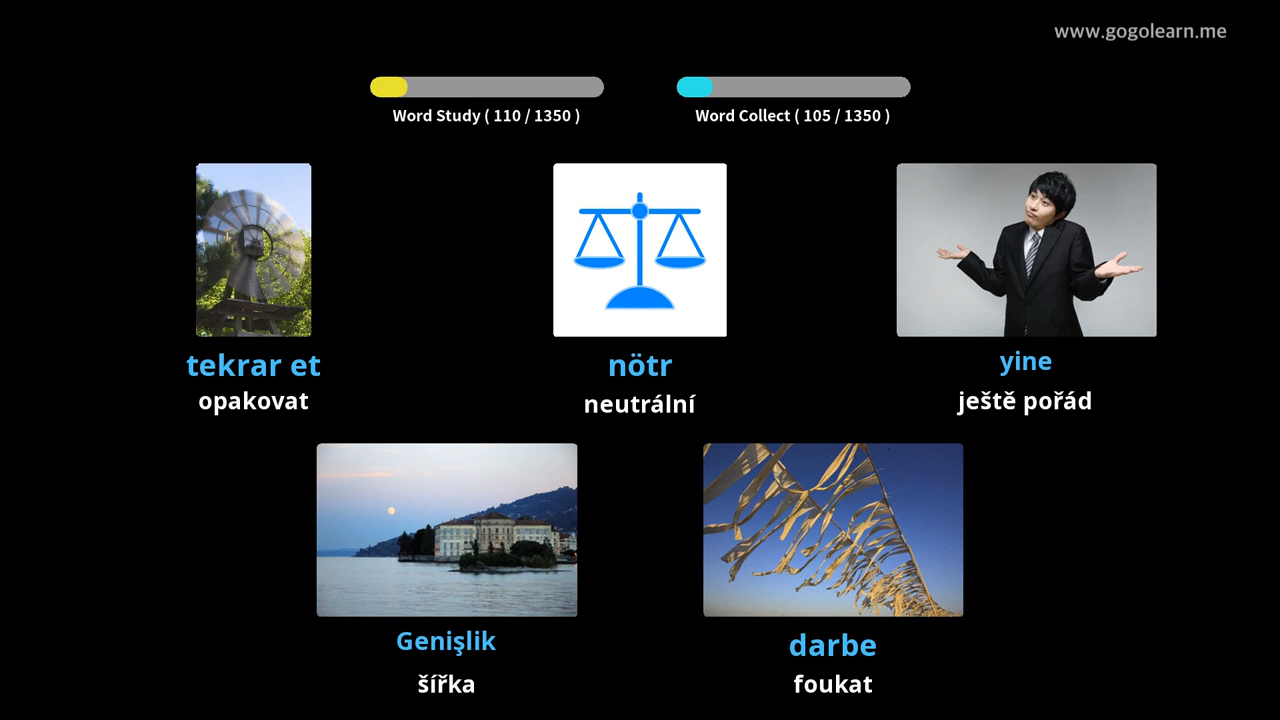 www.gogolearn.me
Word Study ( 110 / 1350 )
Word Collect ( 105 / 1350 )
tekrar et
opakovat
nötr
neutrální
yine
ještě pořád
Genişlik
šířka
darbe
foukat